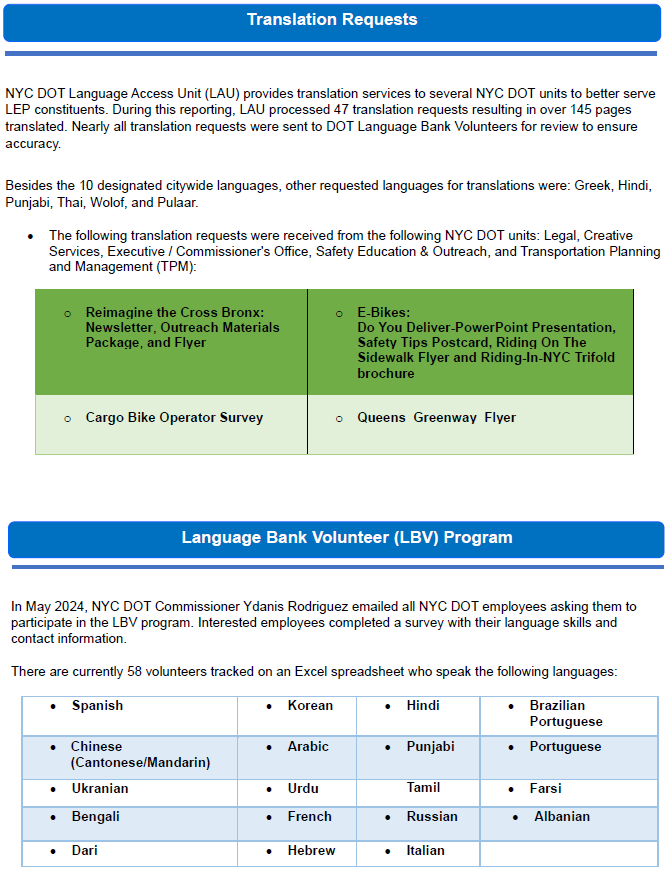 Translation Requests
NYC DOT Language Access Unit (LAU) provides translation services to several NYC DOT units to better serve
LEP constituents. During this reporting, LAU processed 47 translation requests resulting in over 145 pages
translated. Nearly all translation requests were sent to DOT Language Bank Volunteers for review to ensure
accuracy.
Besides the 10 designated citywide languages, other requested languages for translations were: Greek, Hindi,
Punjabi, Thai, Wolof, and Pulaar.
• The following translation requests were received from the following NYC DOT units: Legal, Creative
Services, Executive / Commissioner's Office, Safety Education & Outreach, and Transportation Planning
and Management (TPM):
○ Reimagine the Cross Bronx:
Newsletter, Outreach Materials
Package, and Flyer
○ E-Bikes:
Do You Deliver-PowerPoint Presentation,
Safety Tips Postcard, Riding On The
Sidewalk Flyer and Riding-In-NYC Trifold
brochure
○ Cargo Bike Operator Survey
○ Queens Greenway Flyer
Language Bank Volunteer (LBV) Program
In May 2024, NYC DOT Commissioner Ydanis Rodriguez emailed all NYC DOT employees asking them to
participate in the LBV program. Interested employees completed a survey with their language skills and
contact information.
There are currently 58 volunteers tracked on an Excel spreadsheet who speak the following languages:
• Spanish
• Korean
• Hindi
• Brazilian
Portuguese
• Chinese
(Cantonese/Mandarin)
• Arabic
• Punjabi
• Portuguese
• Ukranian
• Urdu
Tamil
• Farsi
• Bengali
• French
• Russian
• Albanian
• Dari
• Hebrew
• Italian